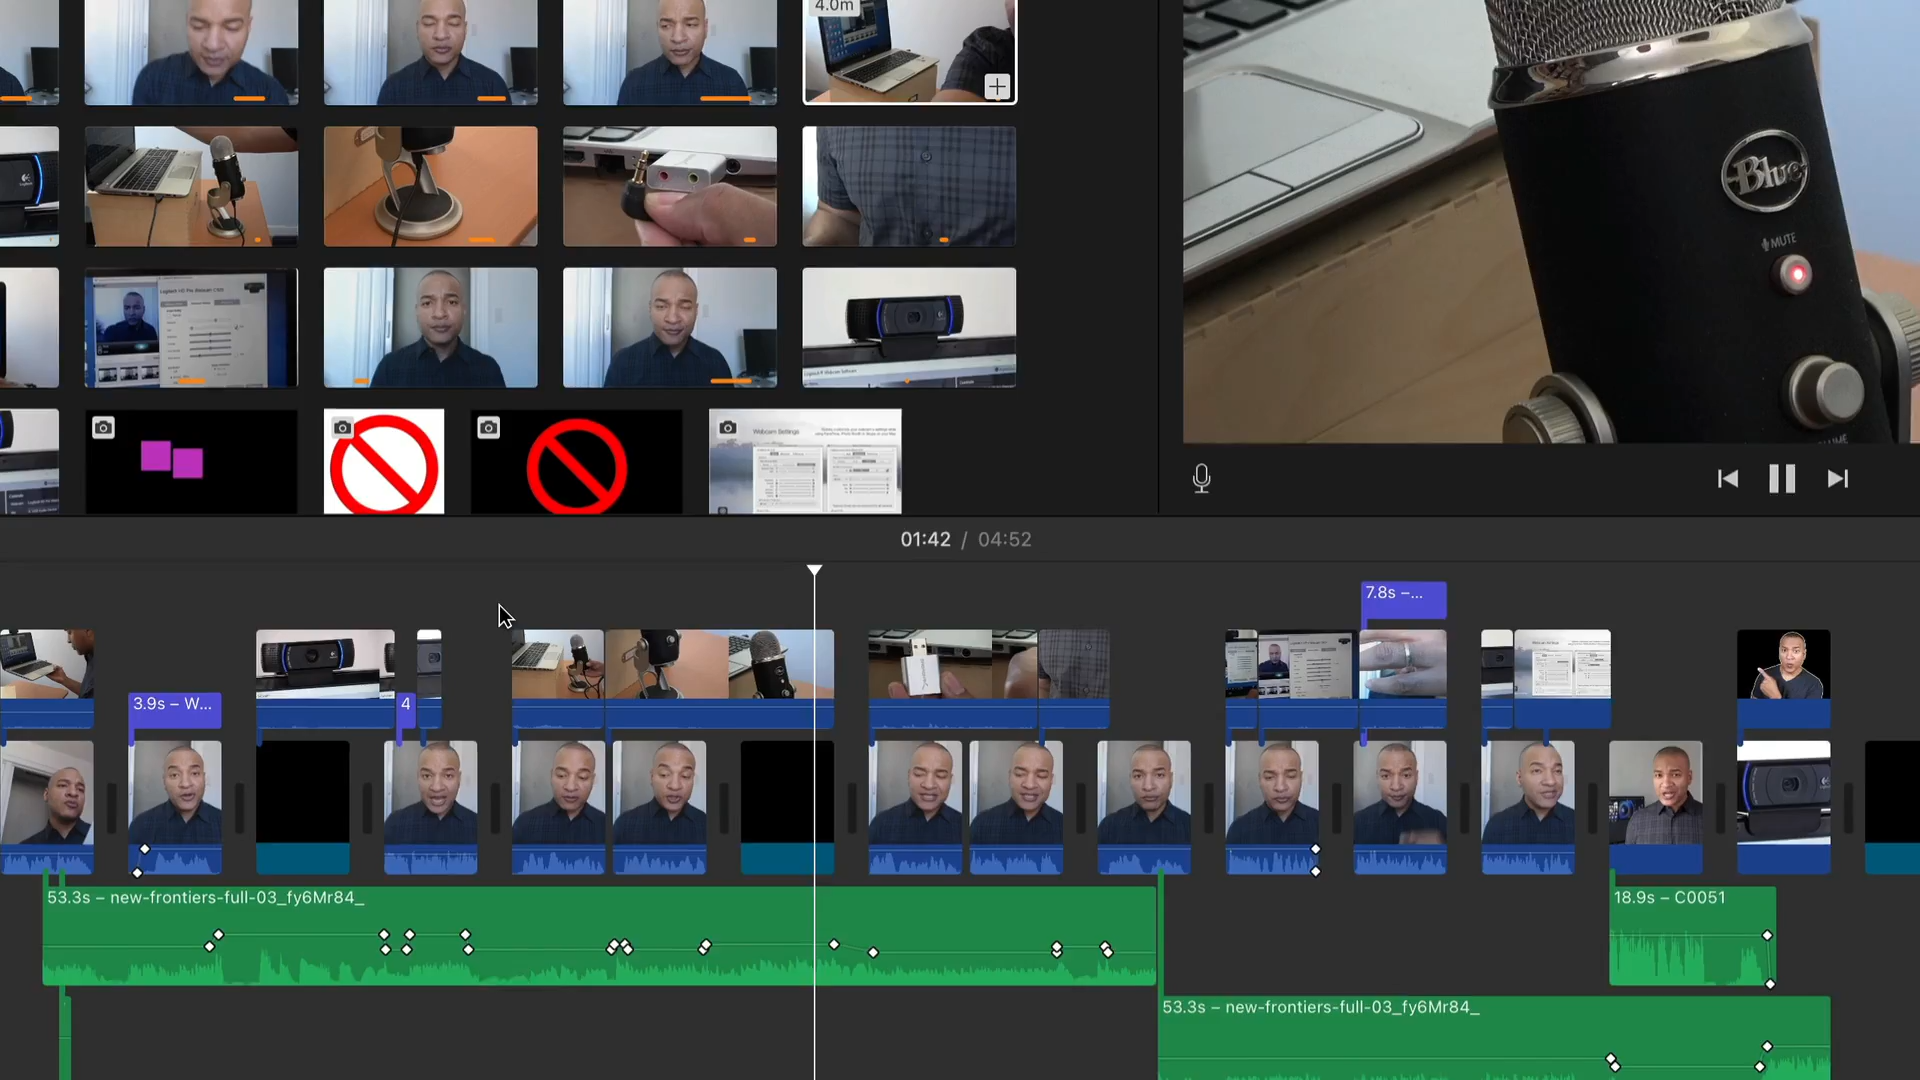 4.0m
Blue
MUTE
Webcam Settings
01:42 / 04:52
7.8s –...
3.9s – W...
4
53.3s – new-frontiers-full-03_fy6Mr84_
18.9s – C0051
53.3s – new-frontiers-full-03_fy6Mr84_